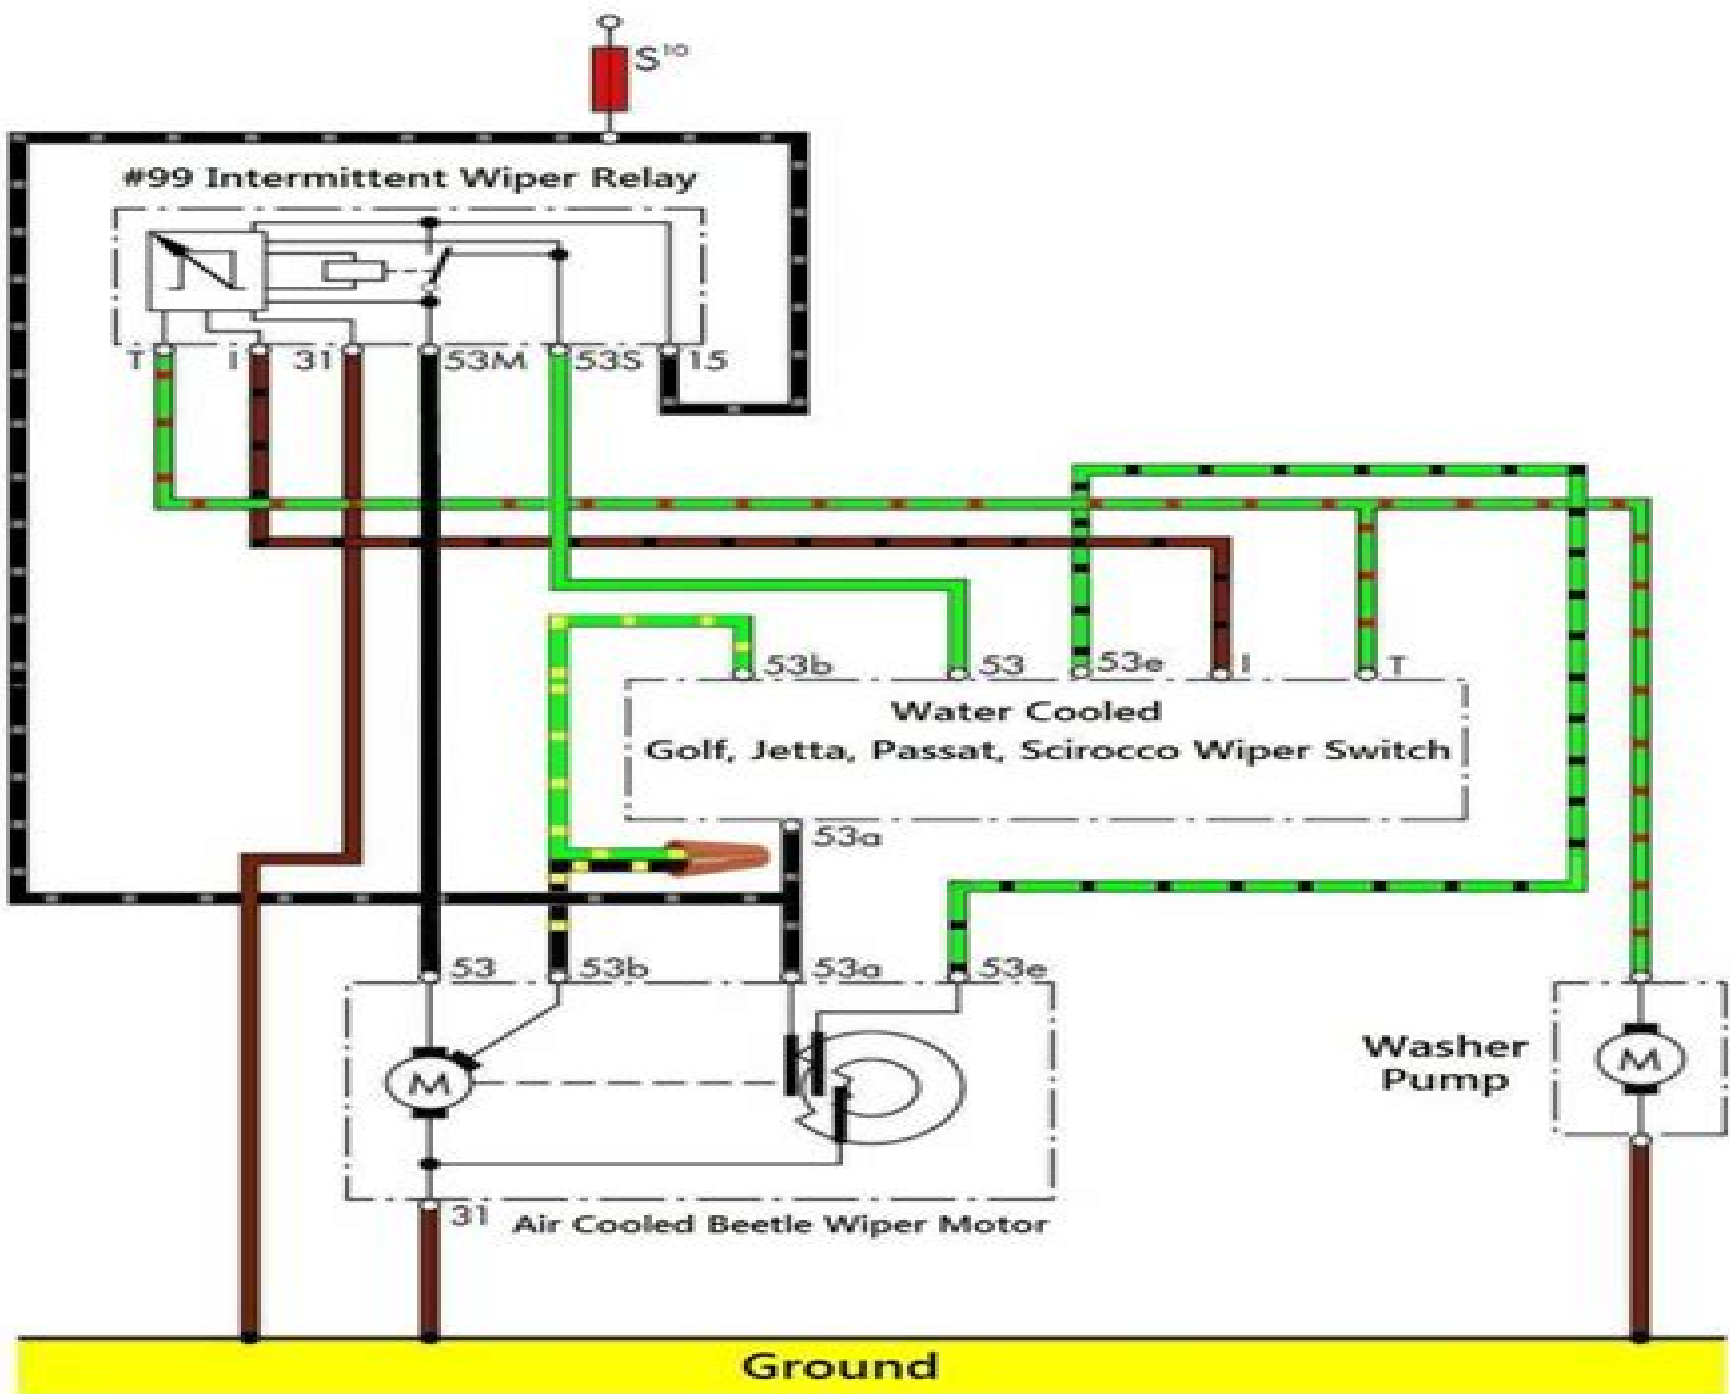 S10
#99 Intermittent Wiper Relay
T I 31 53M 53S 15
53b 53 53e I T
Water Cooled
Golf, Jetta, Passat, Scirocco Wiper Switch
53a
53 53b 53a 53e
M
M
Washer
Pump
31
Air Cooled Beetle Wiper Motor
Ground